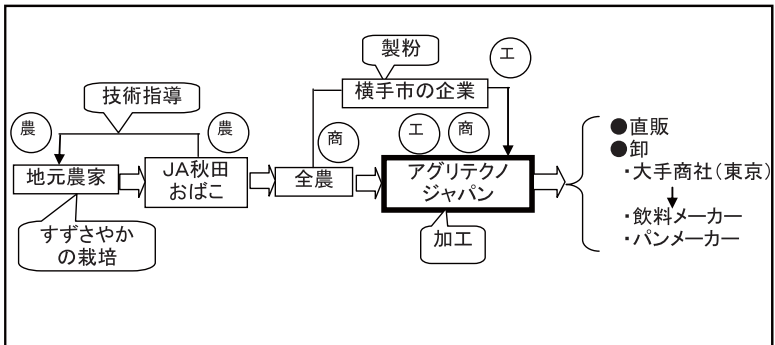 製粉
工
横手市の企業
技術指導
農
農
商
工
商
地元農家
ＪＡ秋田
おばこ
全農
アグリテクノ
ジャパン
すずさやか
の栽培
加工
●直販
●卸
・大手商社（東京）
・飲料メーカー
・パンメーカー